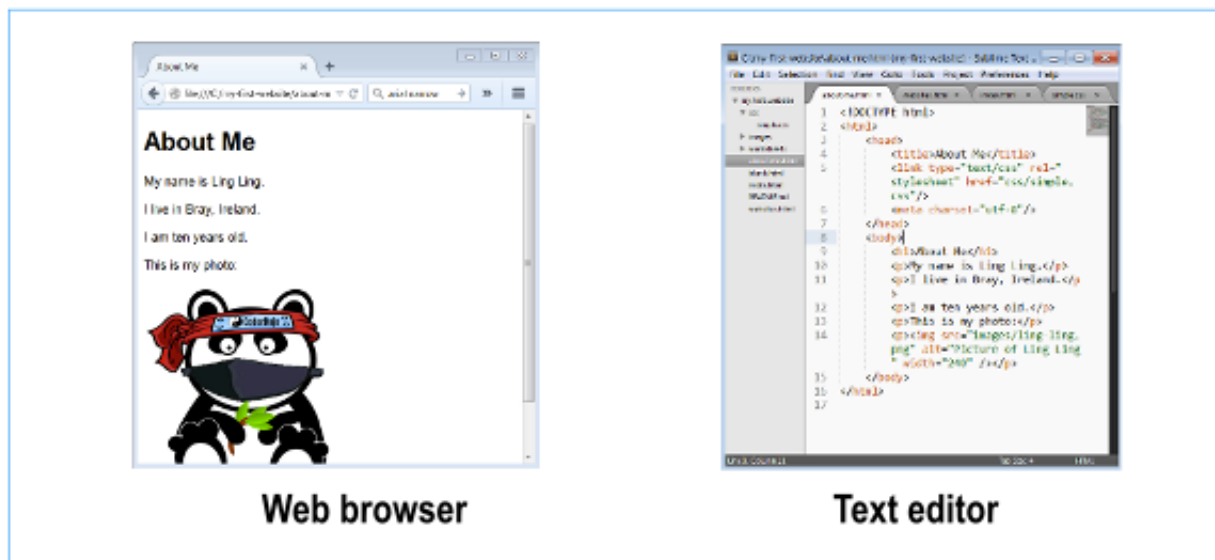 About Me
About Me
My name is Ling Ling.
I live in Bray, Ireland.
I am ten years old.
This is my photo:
CoderDojo
Web browser
File Edit Selection Find View Goto Tools Project Preferences Help
1 <!DOCTYPE html>
2 <html>
3 <head>
4 <title>About Me</title>
5 <link type="text/css" rel="
stylesheet" href="css/simple.
css"/>
6 <meta charset="utf-8"/>
7 </head>
8 <body>
9 <h1>About Me</h1>
10 <p>My name is Ling Ling.</p>
11 <p>I live in Bray, Ireland.</p
>
12 <p>I am ten years old.</p>
13 <p>This is my photo:</p>
14 <p><img src="images/ling-ling.
png" alt="Picture of Ling Ling
" width="240" /></p>
15 </body>
16 </html>
17
Text editor